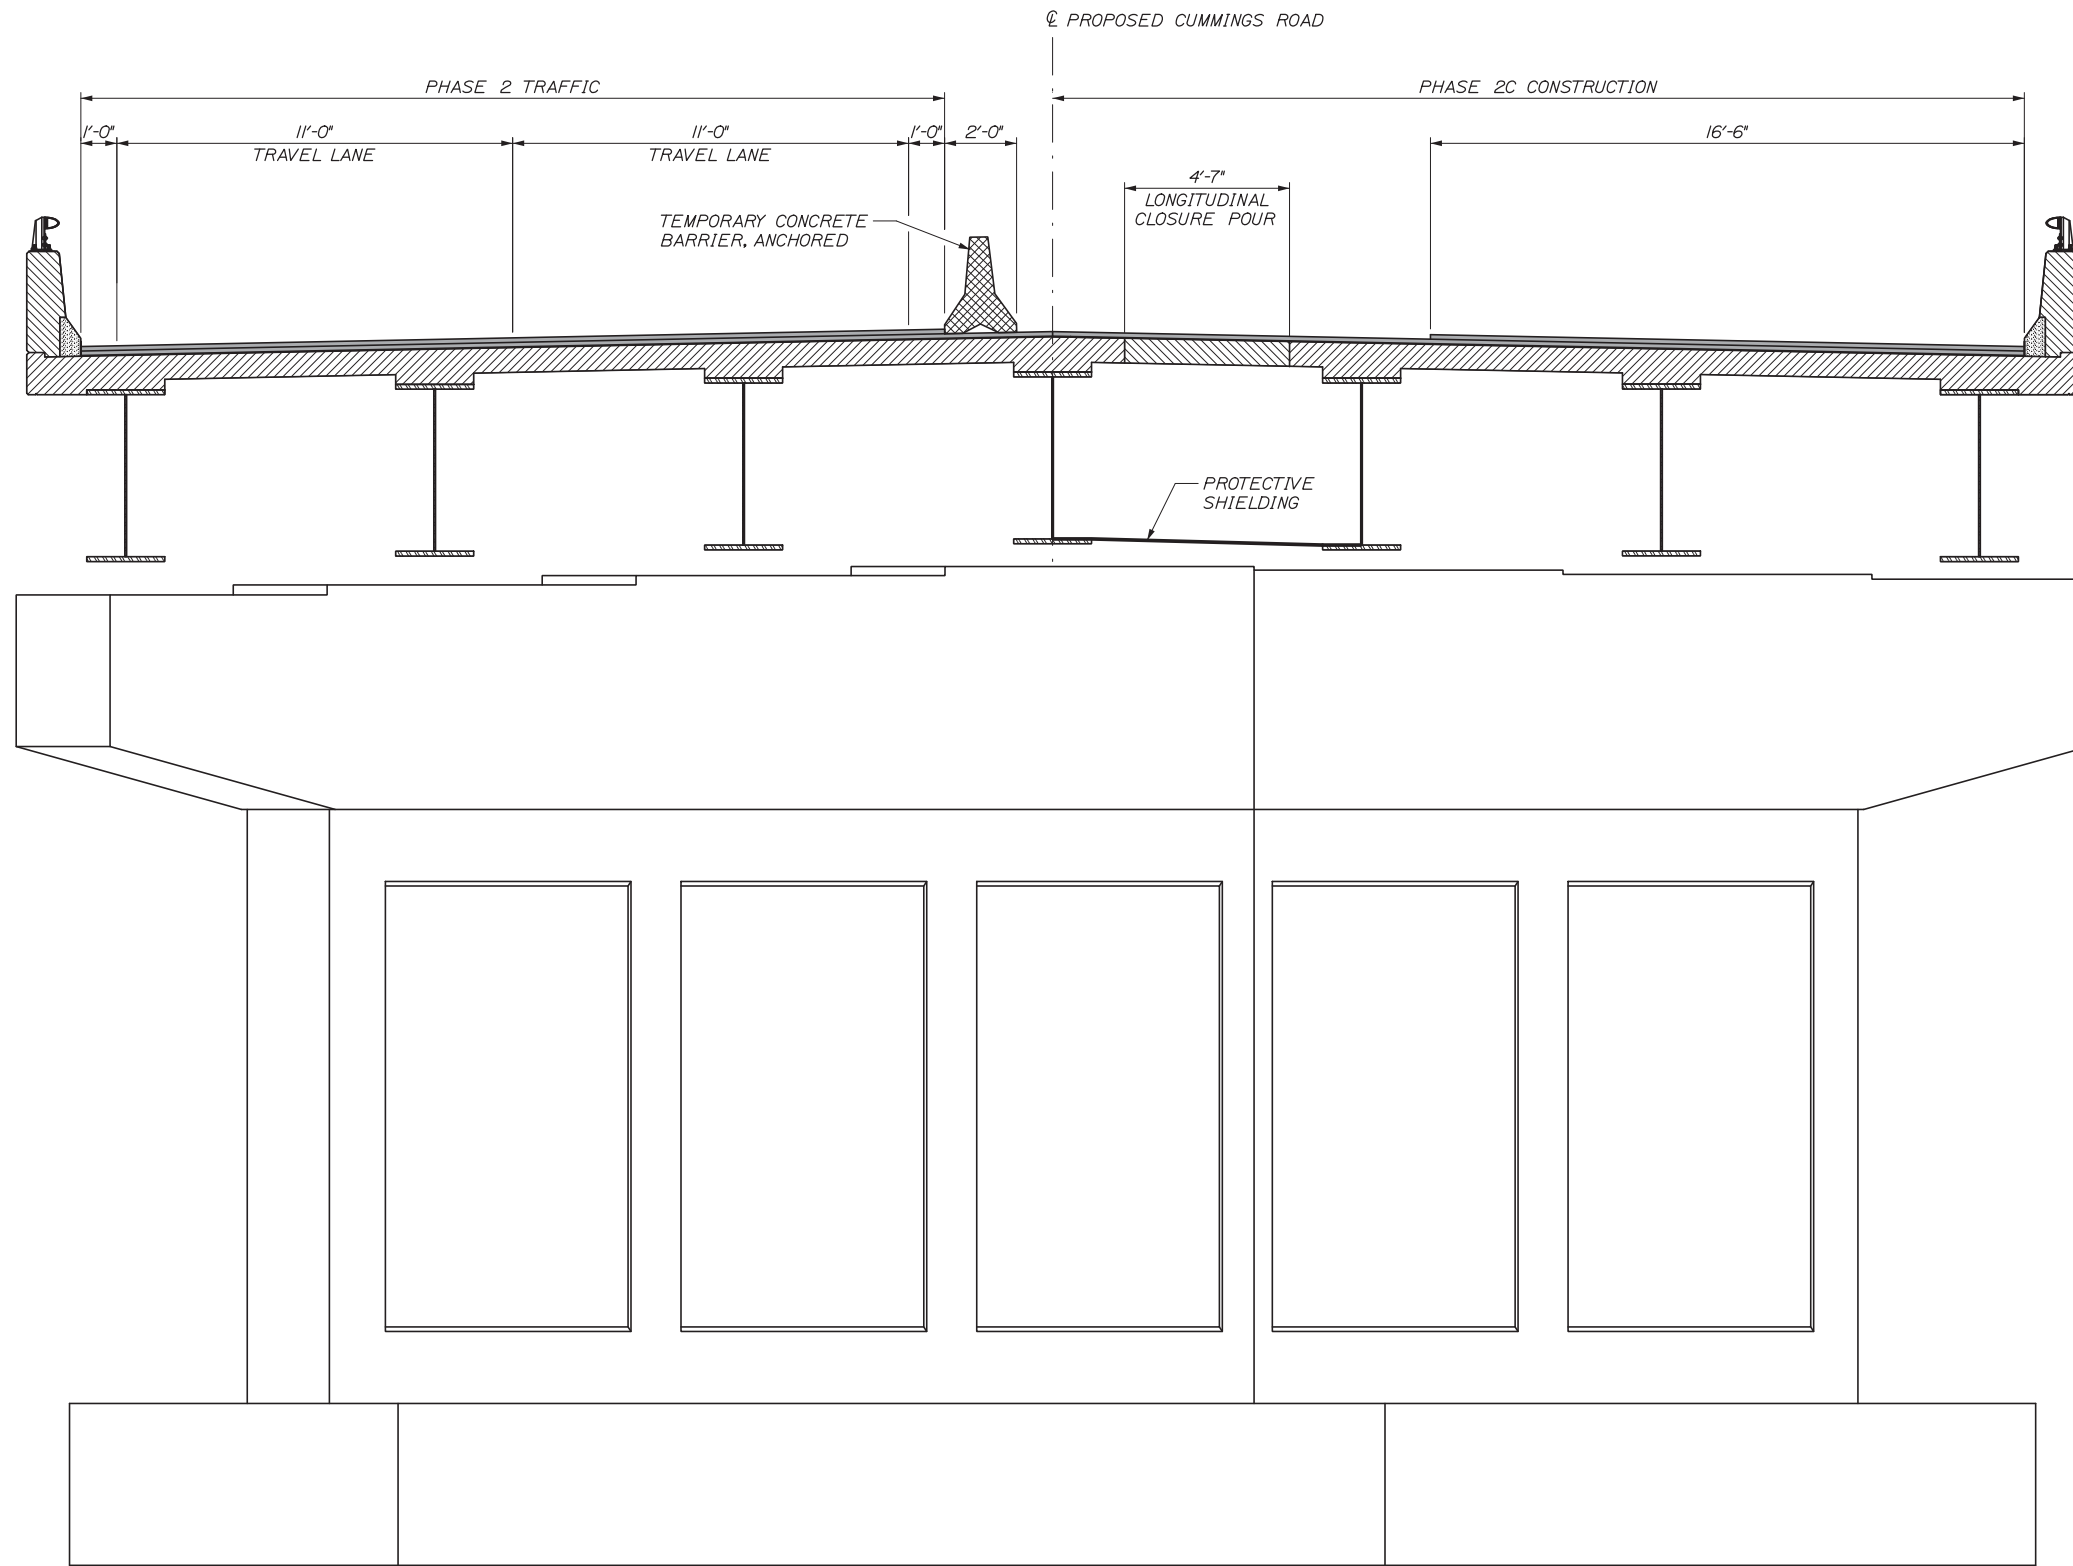 ℄ PROPOSED CUMMINGS ROAD
PHASE 2 TRAFFIC
PHASE 2C CONSTRUCTION
1'-0"
11'-0"
TRAVEL LANE
11'-0"
TRAVEL LANE
1'-0"
2'-0"
16'-6"
4'-7"
LONGITUDINAL
CLOSURE POUR
TEMPORARY CONCRETE
BARRIER, ANCHORED
PROTECTIVE
SHIELDING